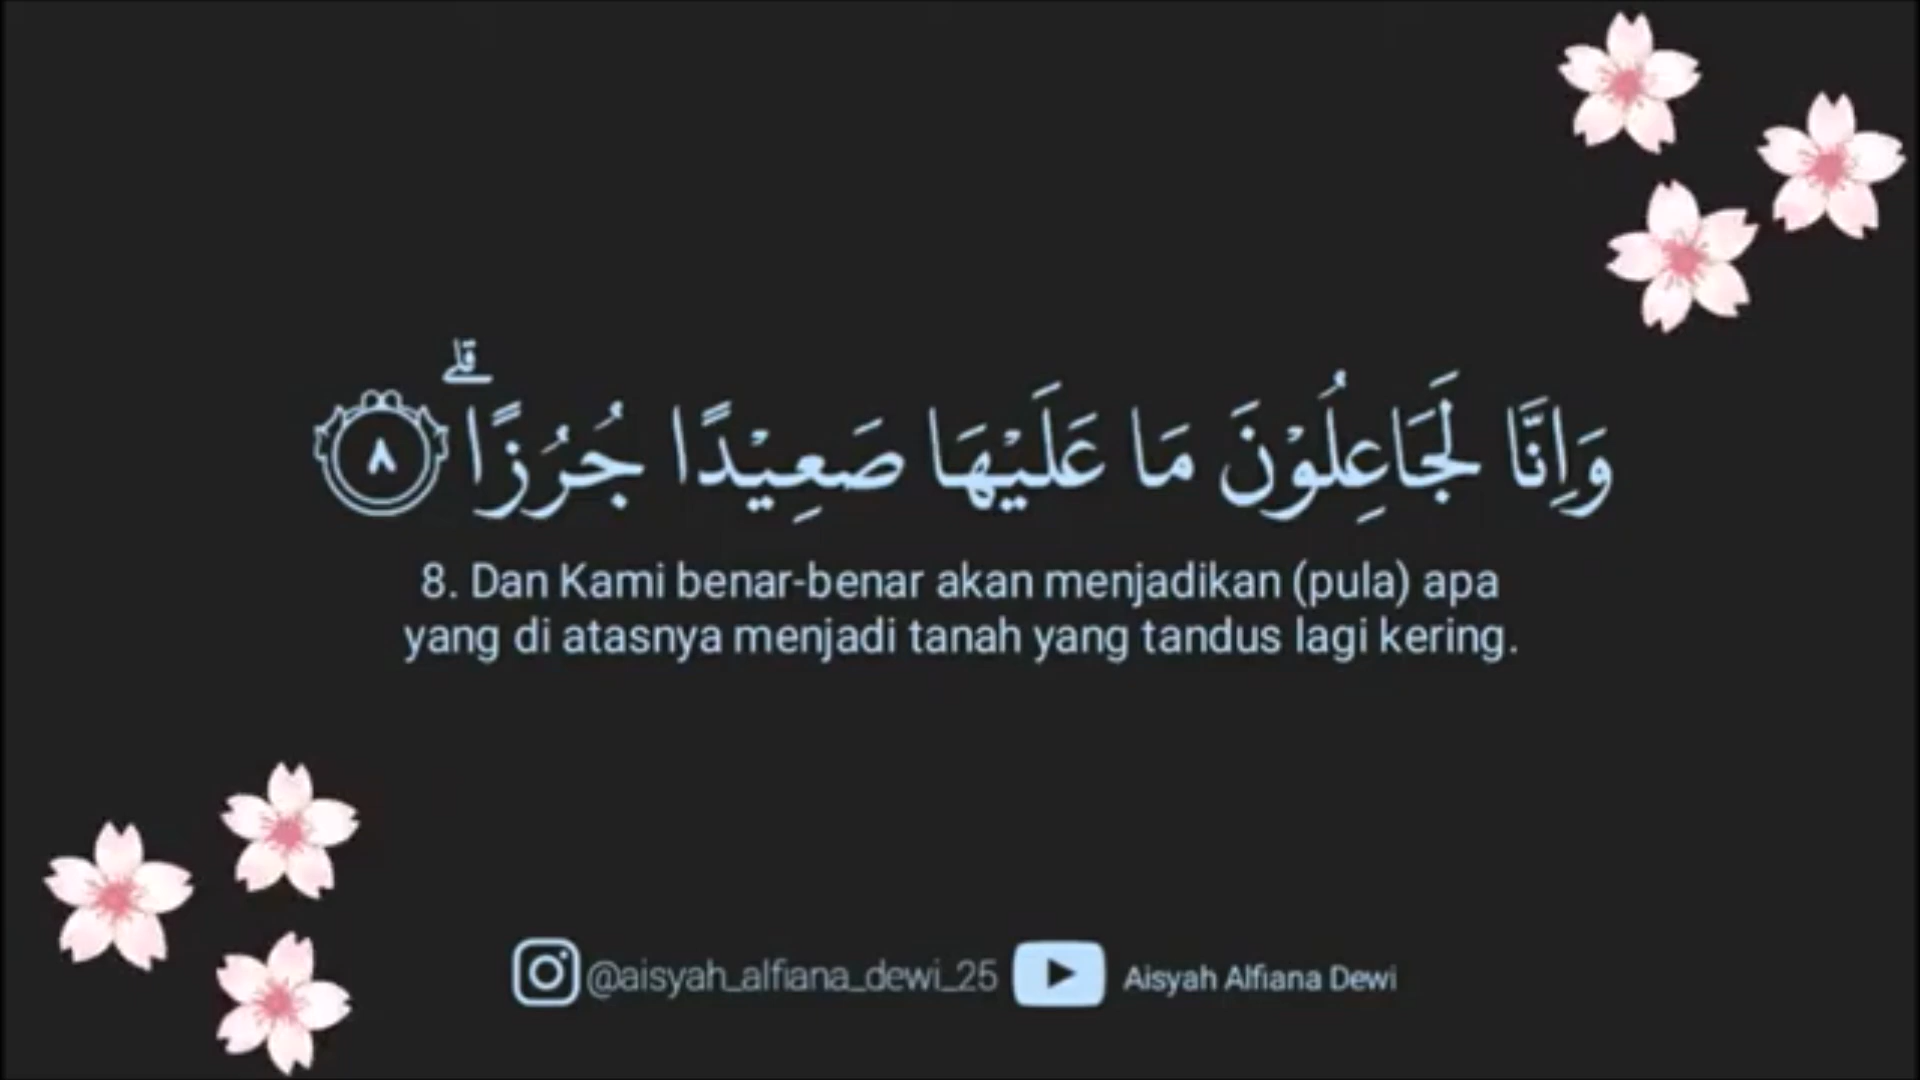 وَاِنَّا لَجَاعِلُوْنَ مَا عَلَيْهَا صَعِيْدًا جُرُزًاۗ ٨
8. Dan Kami benar-benar akan menjadikan (pula) apa
yang di atasnya menjadi tanah yang tandus lagi kering.
@aisyah_alfiana_dewi_25 Aisyah Alfiana Dewi